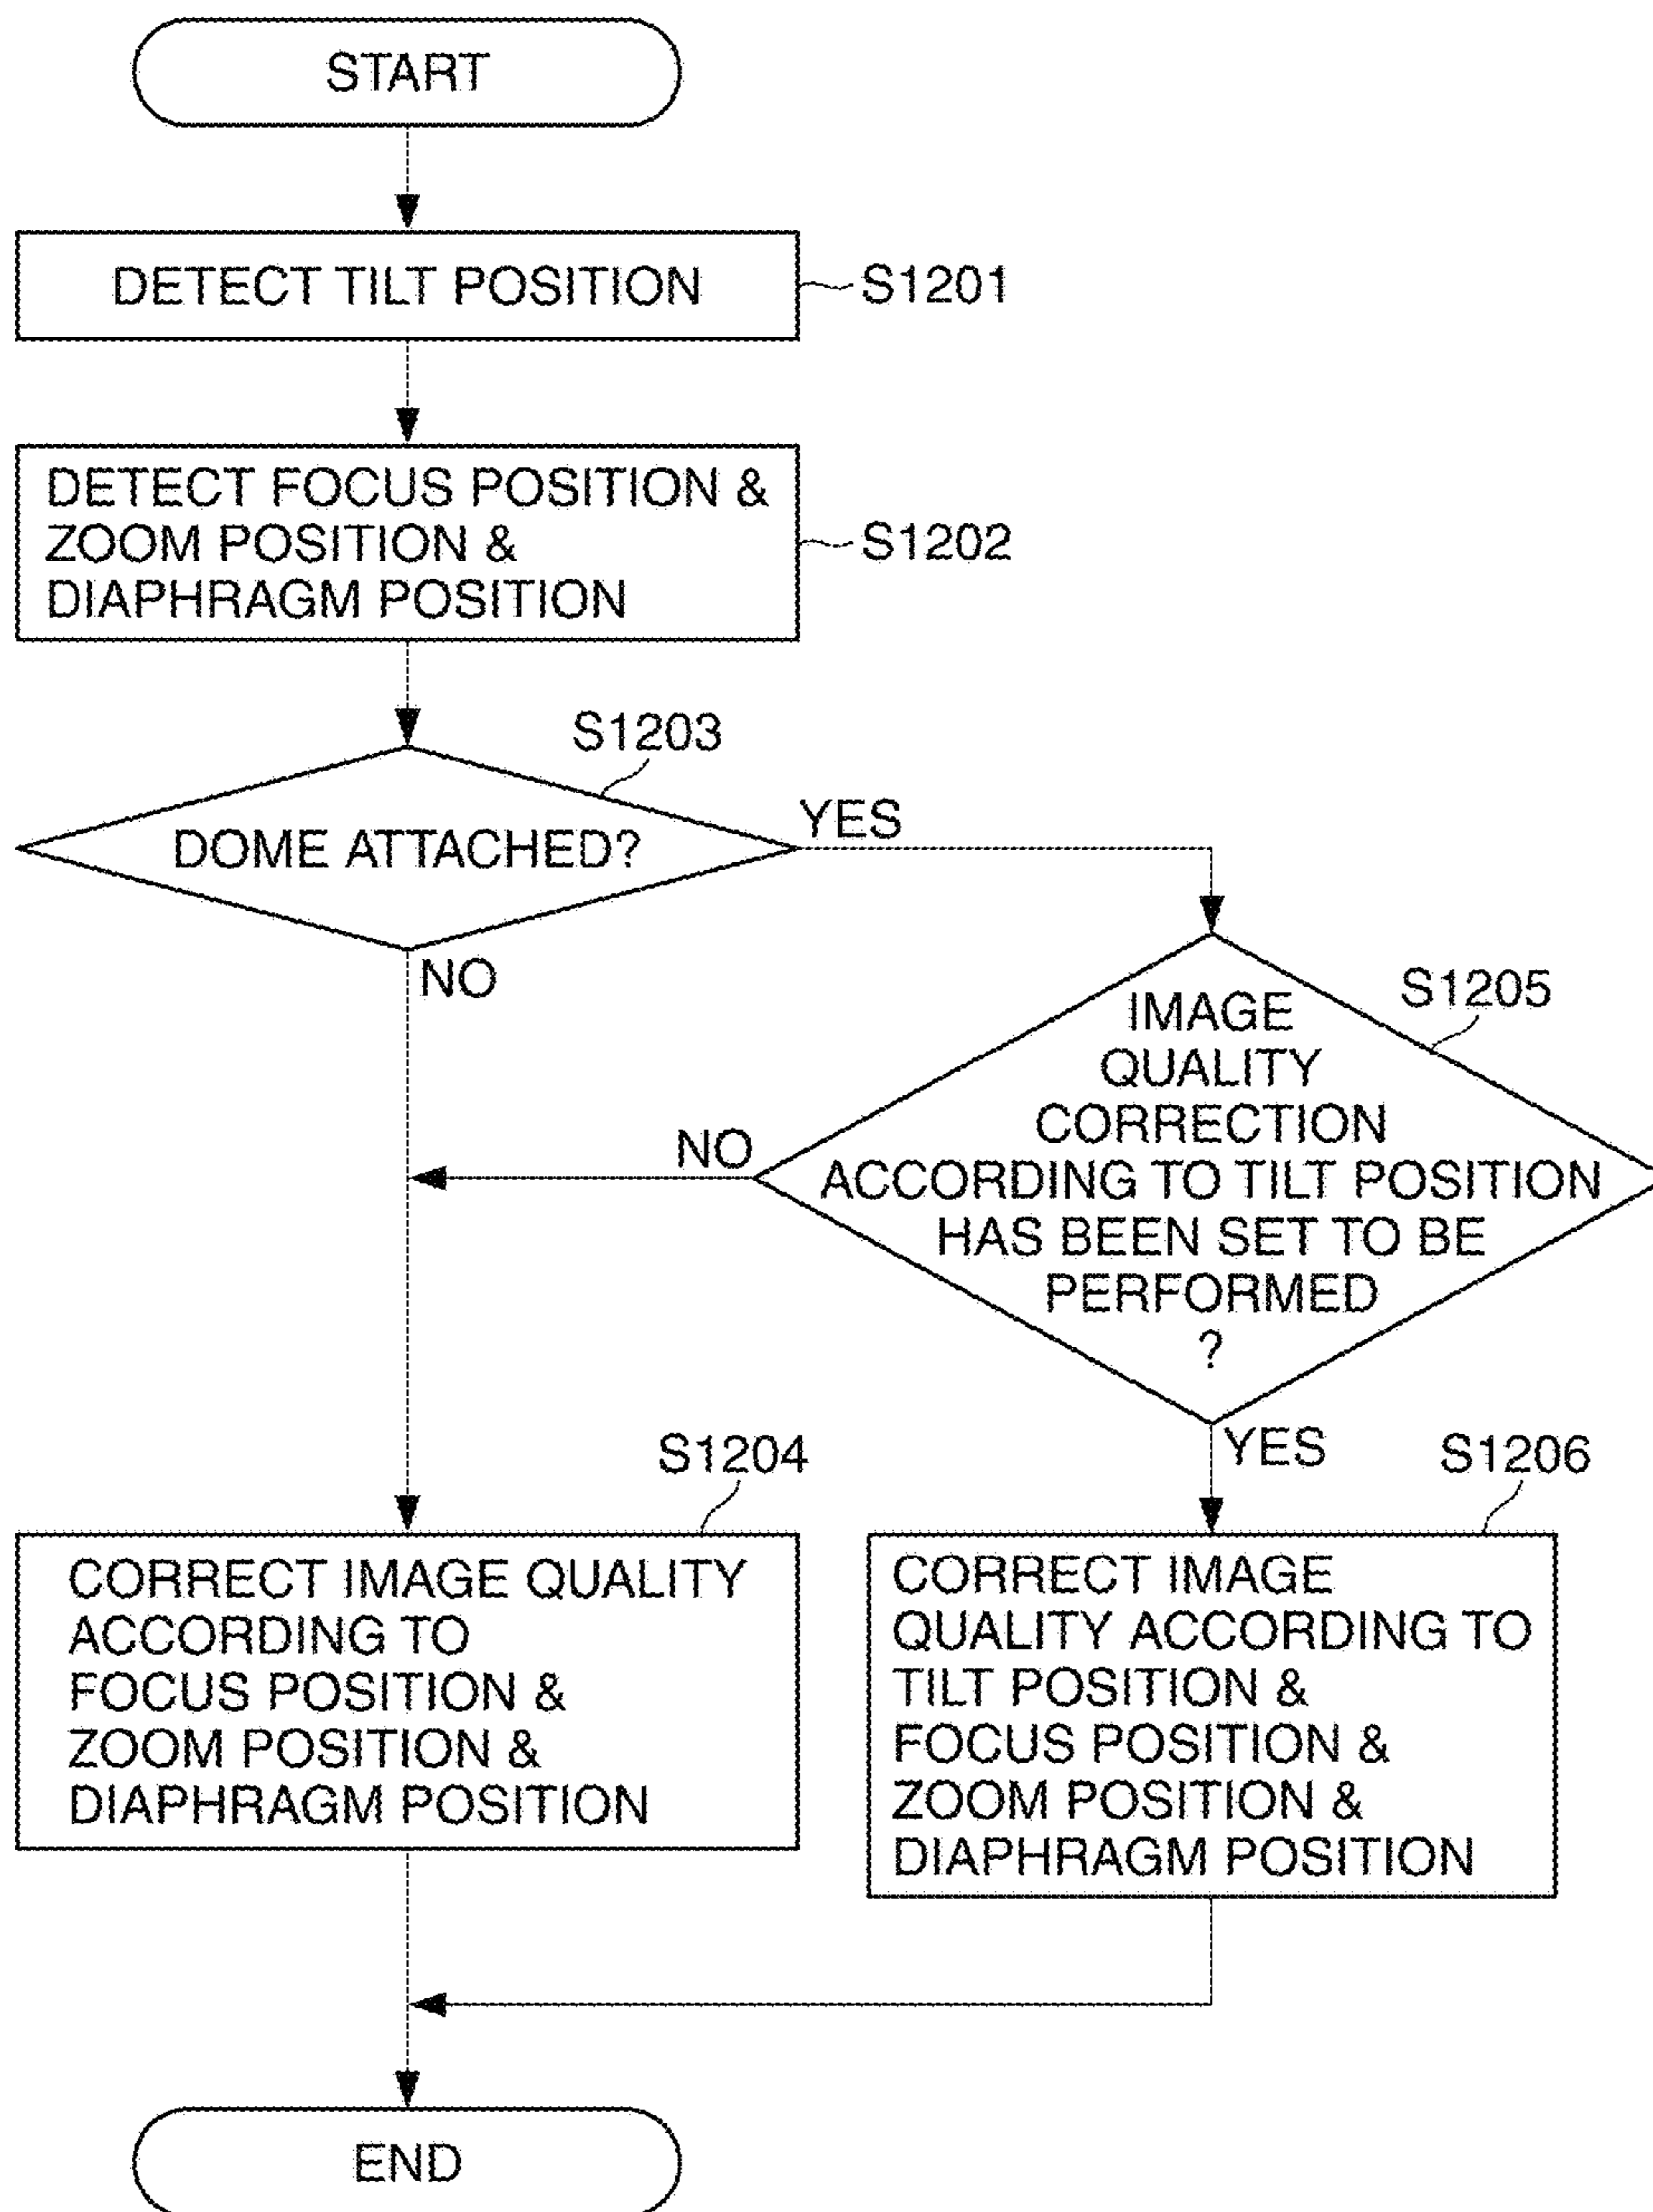 START
DETECT TILT POSITION
S1201
DETECT FOCUS POSITION &
ZOOM POSITION &
DIAPHRAGM POSITION
S1202
S1203
DOME ATTACHED?
YES
NO
S1205
IMAGE
QUALITY
CORRECTION
ACCORDING TO TILT POSITION
HAS BEEN SET TO BE
PERFORMED
?
NO
YES
S1204
CORRECT IMAGE QUALITY
ACCORDING TO
FOCUS POSITION &
ZOOM POSITION &
DIAPHRAGM POSITION
S1206
CORRECT IMAGE
QUALITY ACCORDING TO
TILT POSITION &
FOCUS POSITION &
ZOOM POSITION &
DIAPHRAGM POSITION
END